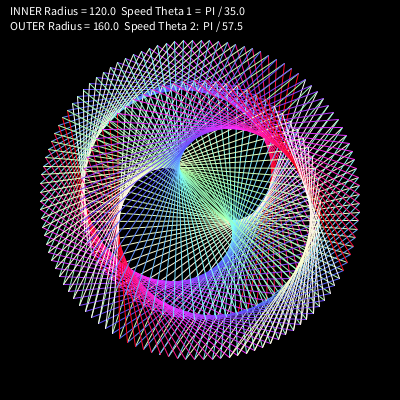 INNER Radius = 120.0  Speed Theta 1 =  PI / 35.0
OUTER Radius = 160.0  Speed Theta 2:  PI / 57.5